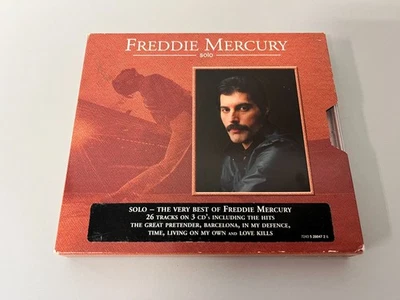 FREDDIE MERCURY
solo
SOLO – THE VERY BEST OF FREDDIE MERCURY
26 TRACKS ON 3 CD's INCLUDING THE HITS
THE GREAT PRETENDER, BARCELONA, IN MY DEFENCE,
TIME, LIVING ON MY OWN AND LOVE KILLS